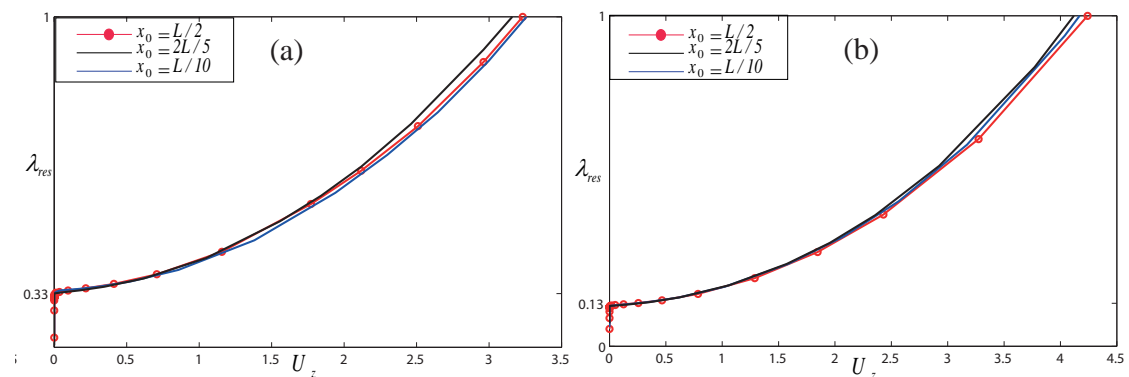 1
x₀ = L/2
x₀ = 2L/5
x₀ = L/10
(a)
λres
0.33
0 0.5 1 1.5 2 2.5 3 3.5
U z
1
x₀ = L/2
x₀ = 2L/5
x₀ = L/10
(b)
λres
0.13
0
0 0.5 1 1.5 2 2.5 3 3.5 4 4.5
U z